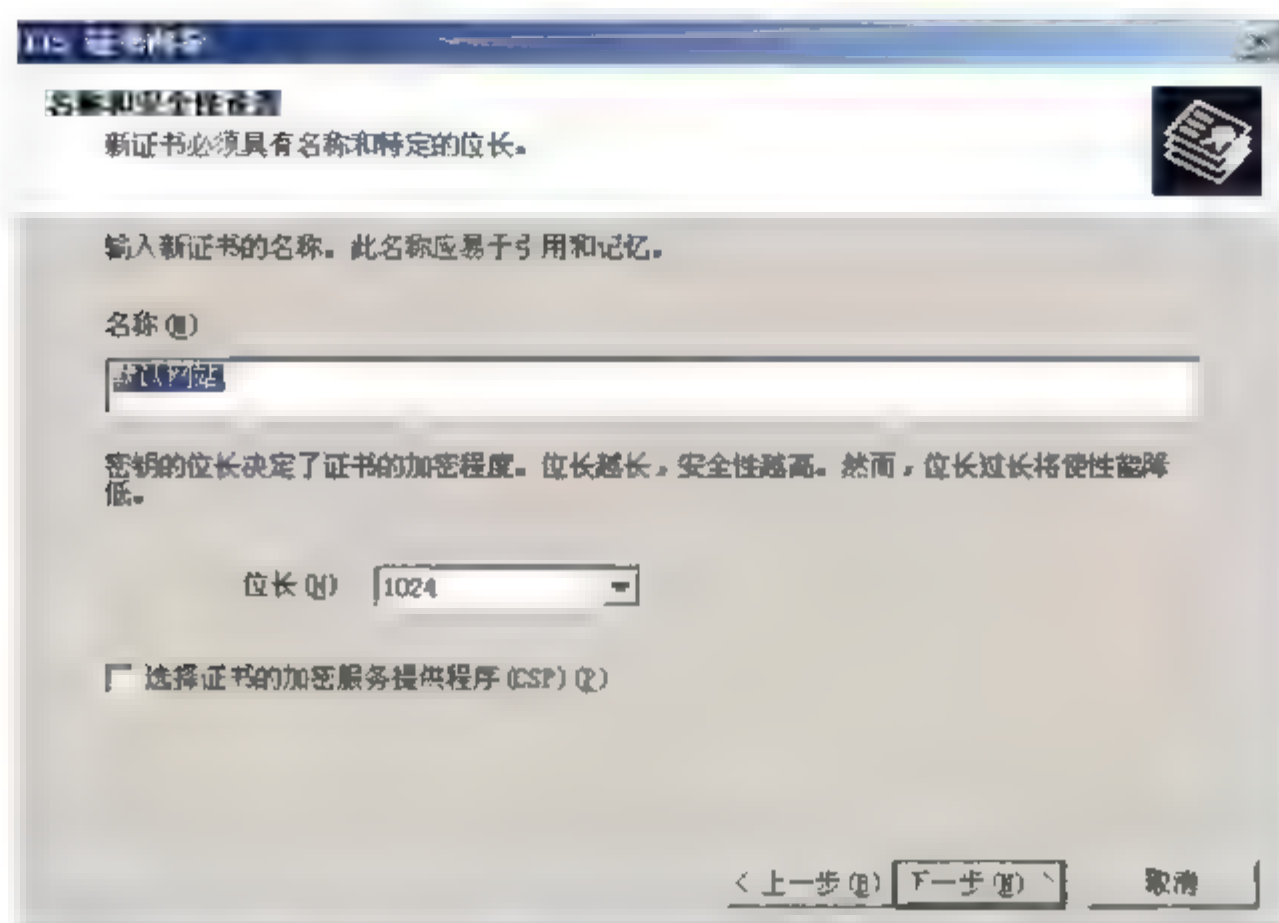 IIS 证书向导
名称和安全性设置
新证书必须具有名称和特定的位长。
输入新证书的名称。此名称应易于引用和记忆。
名称(M)
默认网站
密钥的位长决定了证书的加密程度。位长越长，安全性越高。然而，位长过长将使性能降
低。
位长(H) 1024
选择证书的加密服务提供程序(CSP)(P)
< 上一步(B) 下一步(N) > 取消